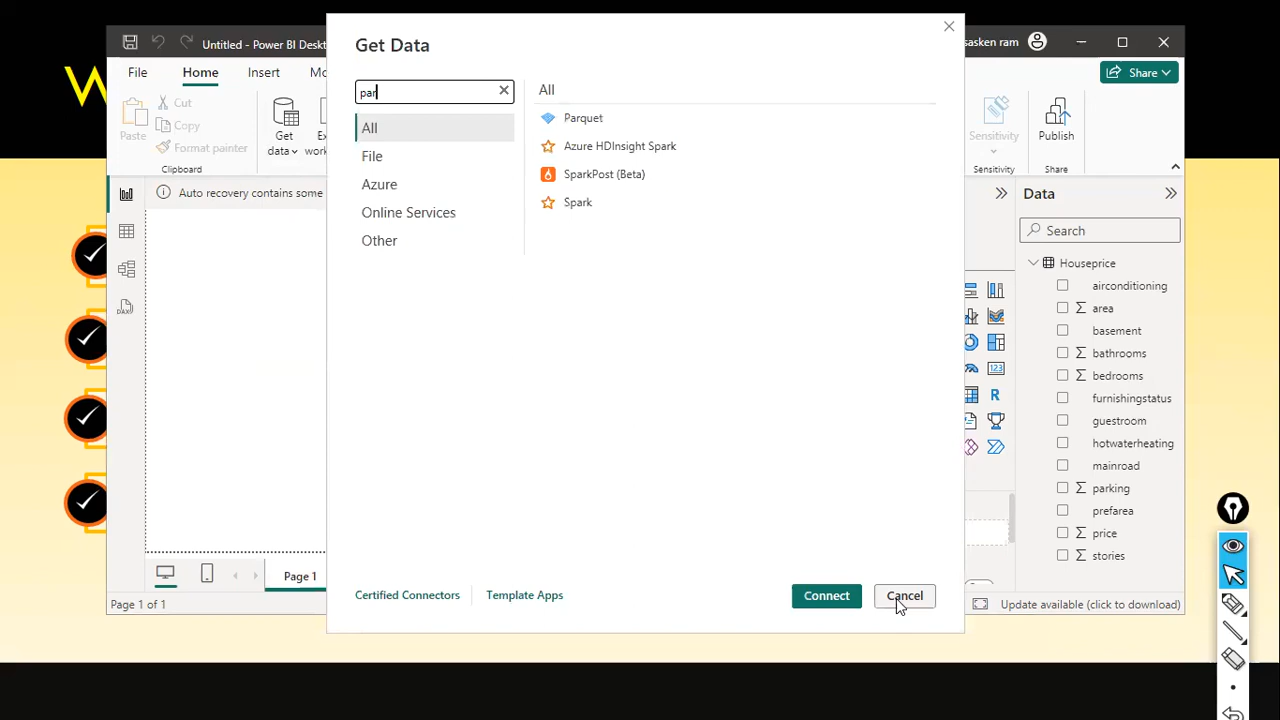 W
Untitled - Power BI Deskt
sasken ram
File
Home
Insert
Mo
Share
Paste
Cut
Copy
Format painter
Clipboard
Get
data
Ex
work
Sensitivity
Sensitivity
Publish
Share
Auto recovery contains some
Get Data
par
All
File
Azure
Online Services
Other
All
Parquet
Azure HDInsight Spark
SparkPost (Beta)
Spark
Certified Connectors
Template Apps
Connect
Cancel
Data
Search
Houseprice
airconditioning
area
basement
bathrooms
bedrooms
furnishingstatus
guestroom
hotwaterheating
mainroad
parking
prefarea
price
stories
Page 1
Page 1 of 1
Update available (click to download)